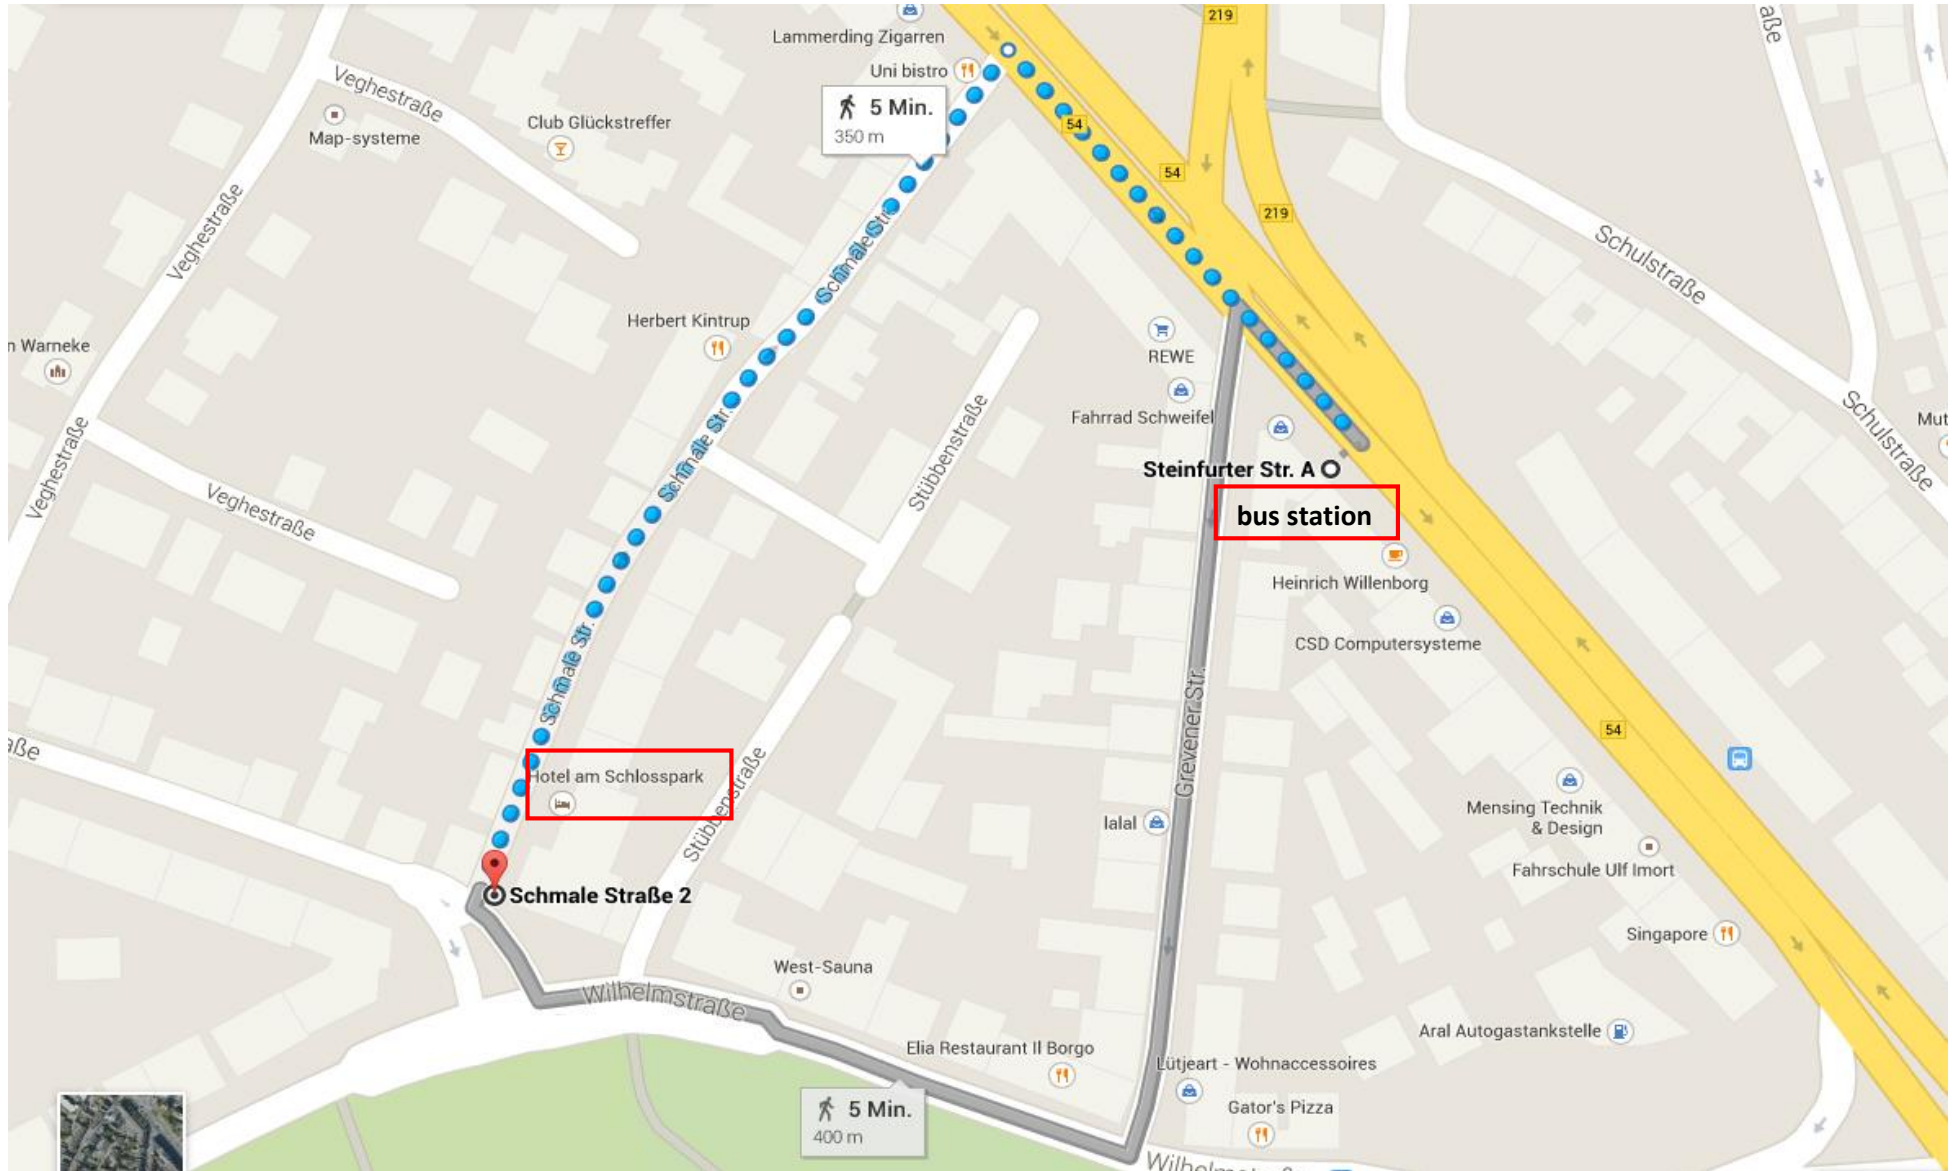 219
Lammerding Zigarren
Uni bistro
5 Min.
350 m
Veghestraße
Map-systeme
Club Glückstreffer
54
54
219
Veghestraße
Schmale Str.
Schulstraße
Herbert Kintrup
n Warneke
REWE
Fahrrad Schweifel
Schulstraße
Mut
Stübbenstraße
Schmale Str.
Veghestraße
Veghestraße
Steinfurter Str. A
bus station
Heinrich Willenborg
CSD Computersysteme
Schmale Str.
Grevener Str.
54
aße
aße
Hotel am Schlosspark
Stübbenstraße
Mensing Technik
& Design
lalal
Fahrschule Ulf Imort
Schmale Straße 2
Singapore
West-Sauna
Wilhelmstraße
Aral Autogastankstelle
Elia Restaurant Il Borgo
Lütjeart - Wohnaccessoires
5 Min.
400 m
Gator's Pizza